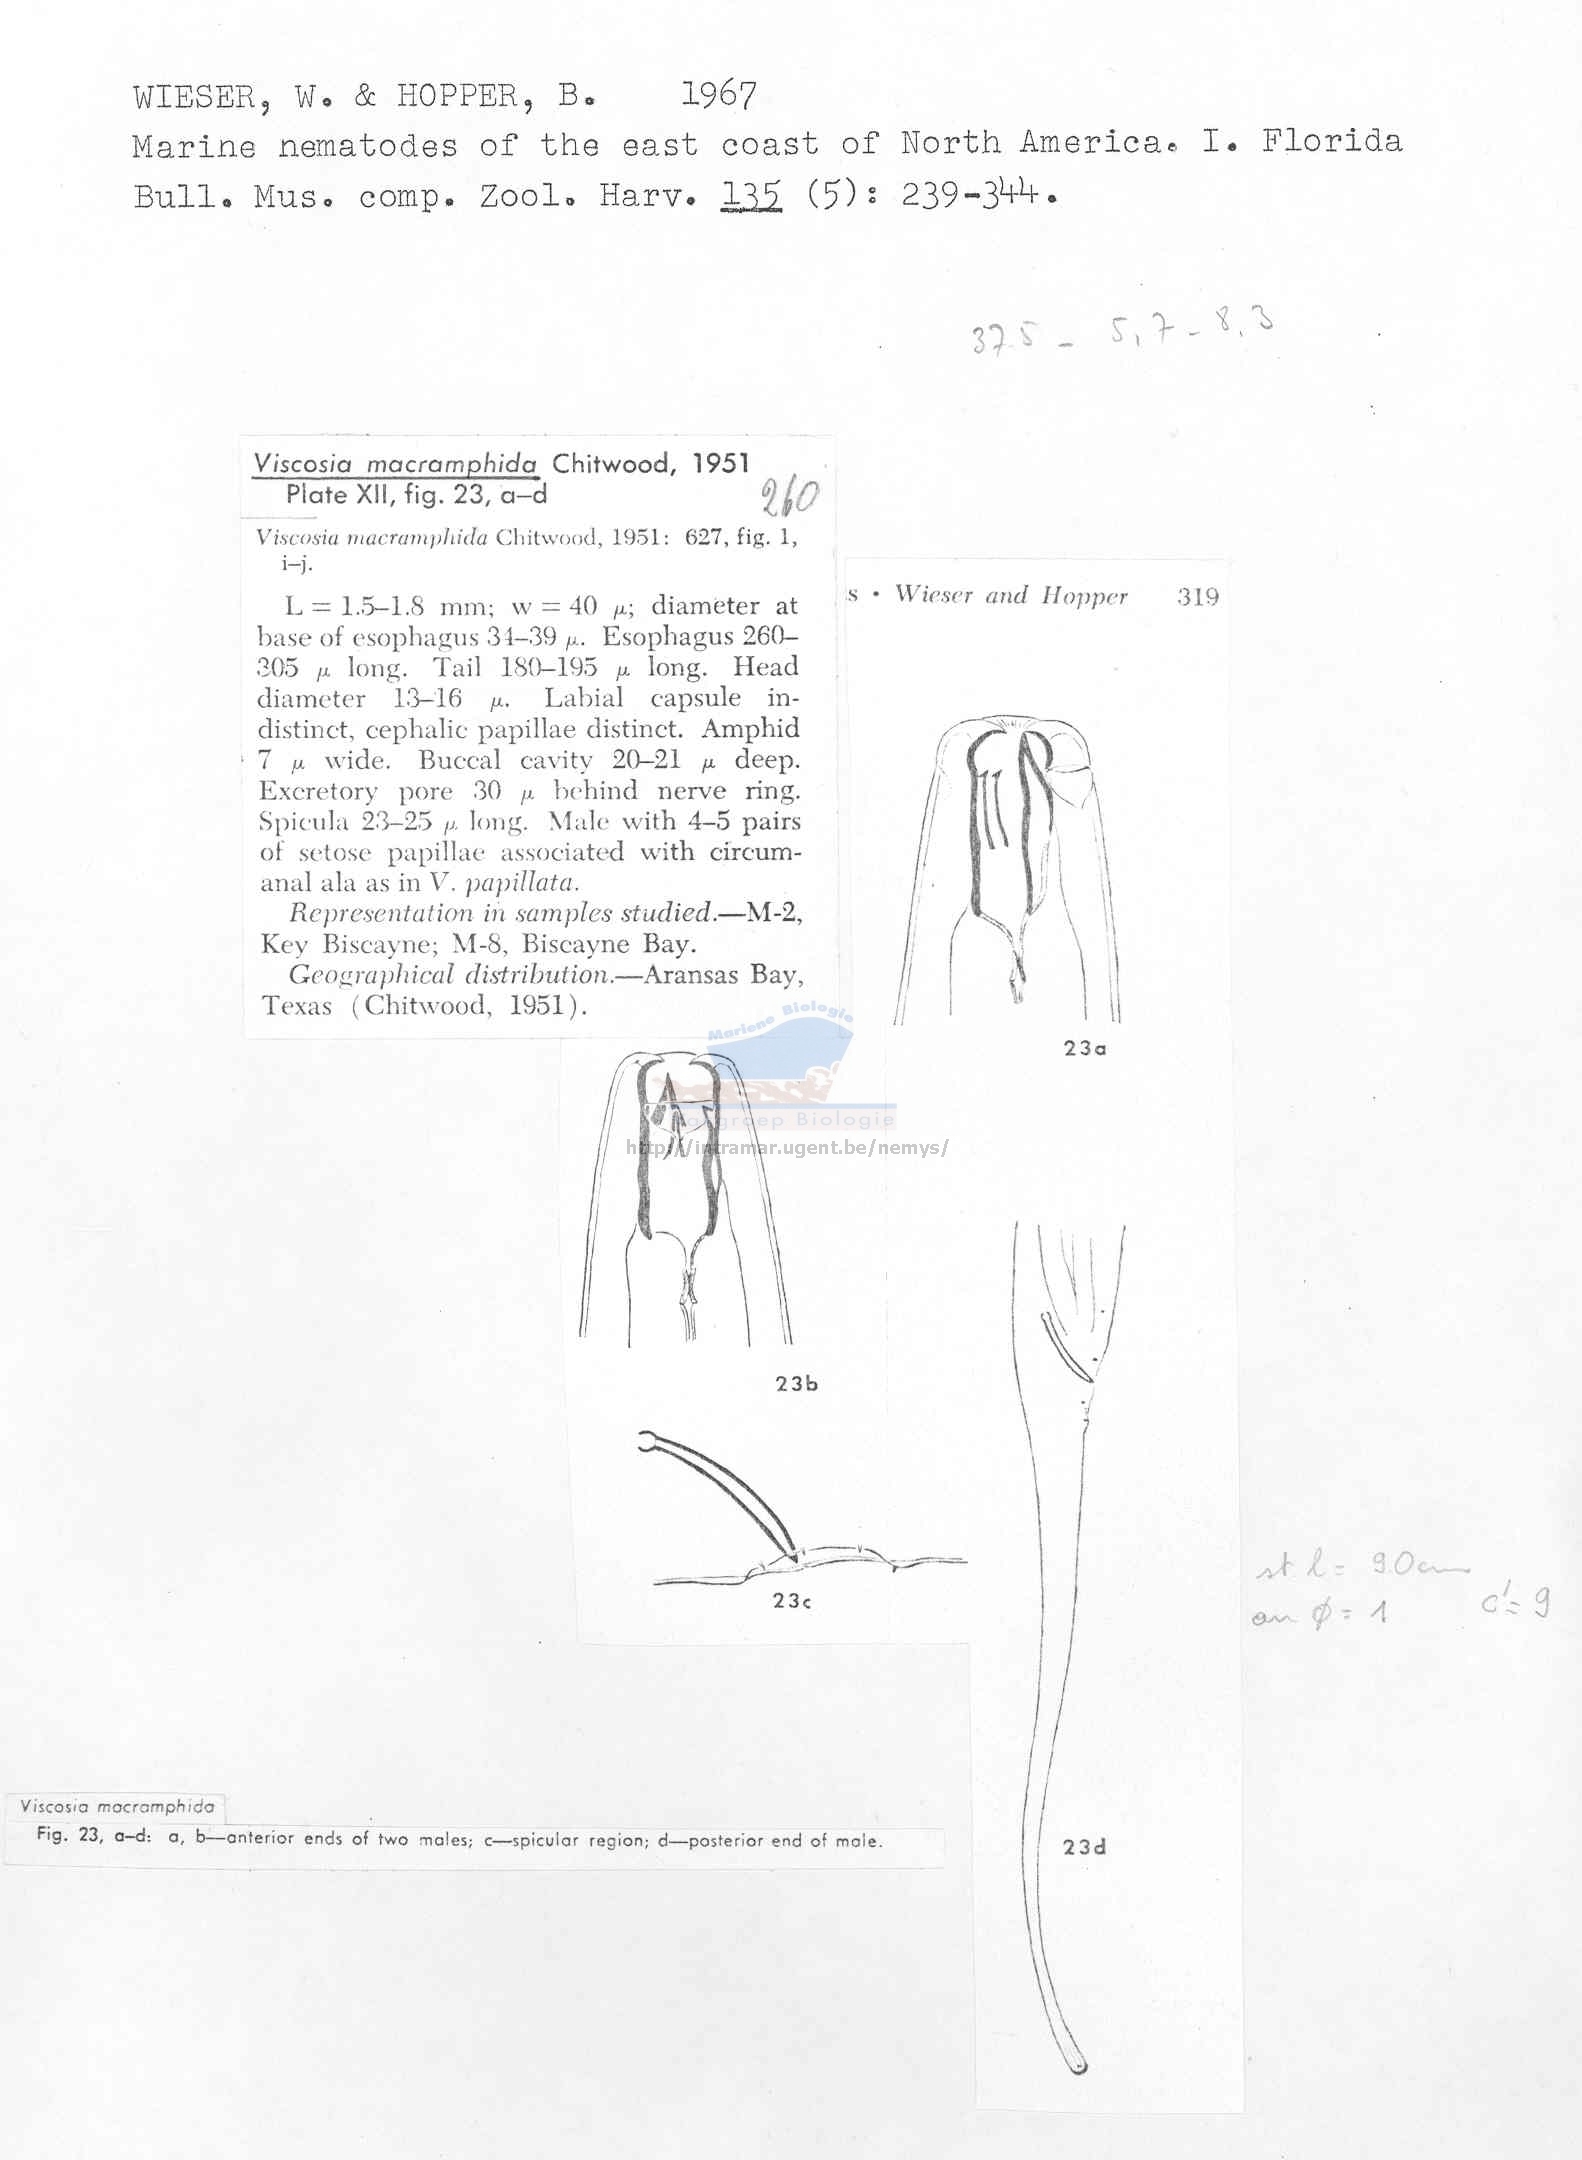 WIESER, W. & HOPPER, B. 1967
Marine nematodes of the east coast of North America. I. Florida
Bull. Mus. comp. Zool. Harv. 135 (5): 239-344.
37.5 - 5,7 - 8,3
Viscosia macramphida Chitwood, 1951
Plate XII, fig. 23, a–d
260
Viscosia macramphida Chitwood, 1951: 627, fig. 1,
i–j.
L = 1.5–1.8 mm; w = 40 μ; diameter at
base of esophagus 34–39 μ. Esophagus 260–
305 μ long. Tail 180–195 μ long. Head
diameter 13–16 μ. Labial capsule in-
distinct, cephalic papillae distinct. Amphid
7 μ wide. Buccal cavity 20–21 μ deep.
Excretory pore 30 μ behind nerve ring.
Spicula 23–25 μ long. Male with 4–5 pairs
of setose papillae associated with circum-
anal ala as in V. papillata.
Representation in samples studied.—M-2,
Key Biscayne; M-8, Biscayne Bay.
Geographical distribution.—Aransas Bay,
Texas (Chitwood, 1951).
s • Wieser and Hopper 319
23a
Mariene Biologie
Biologie
http://intramar.ugent.be/nemys/
23b
23c
st l = 9.0 cm
an φ = 1 c' = 9
Viscosia macramphida
Fig. 23, a–d: a, b—anterior ends of two males; c—spicular region; d—posterior end of male.
23d